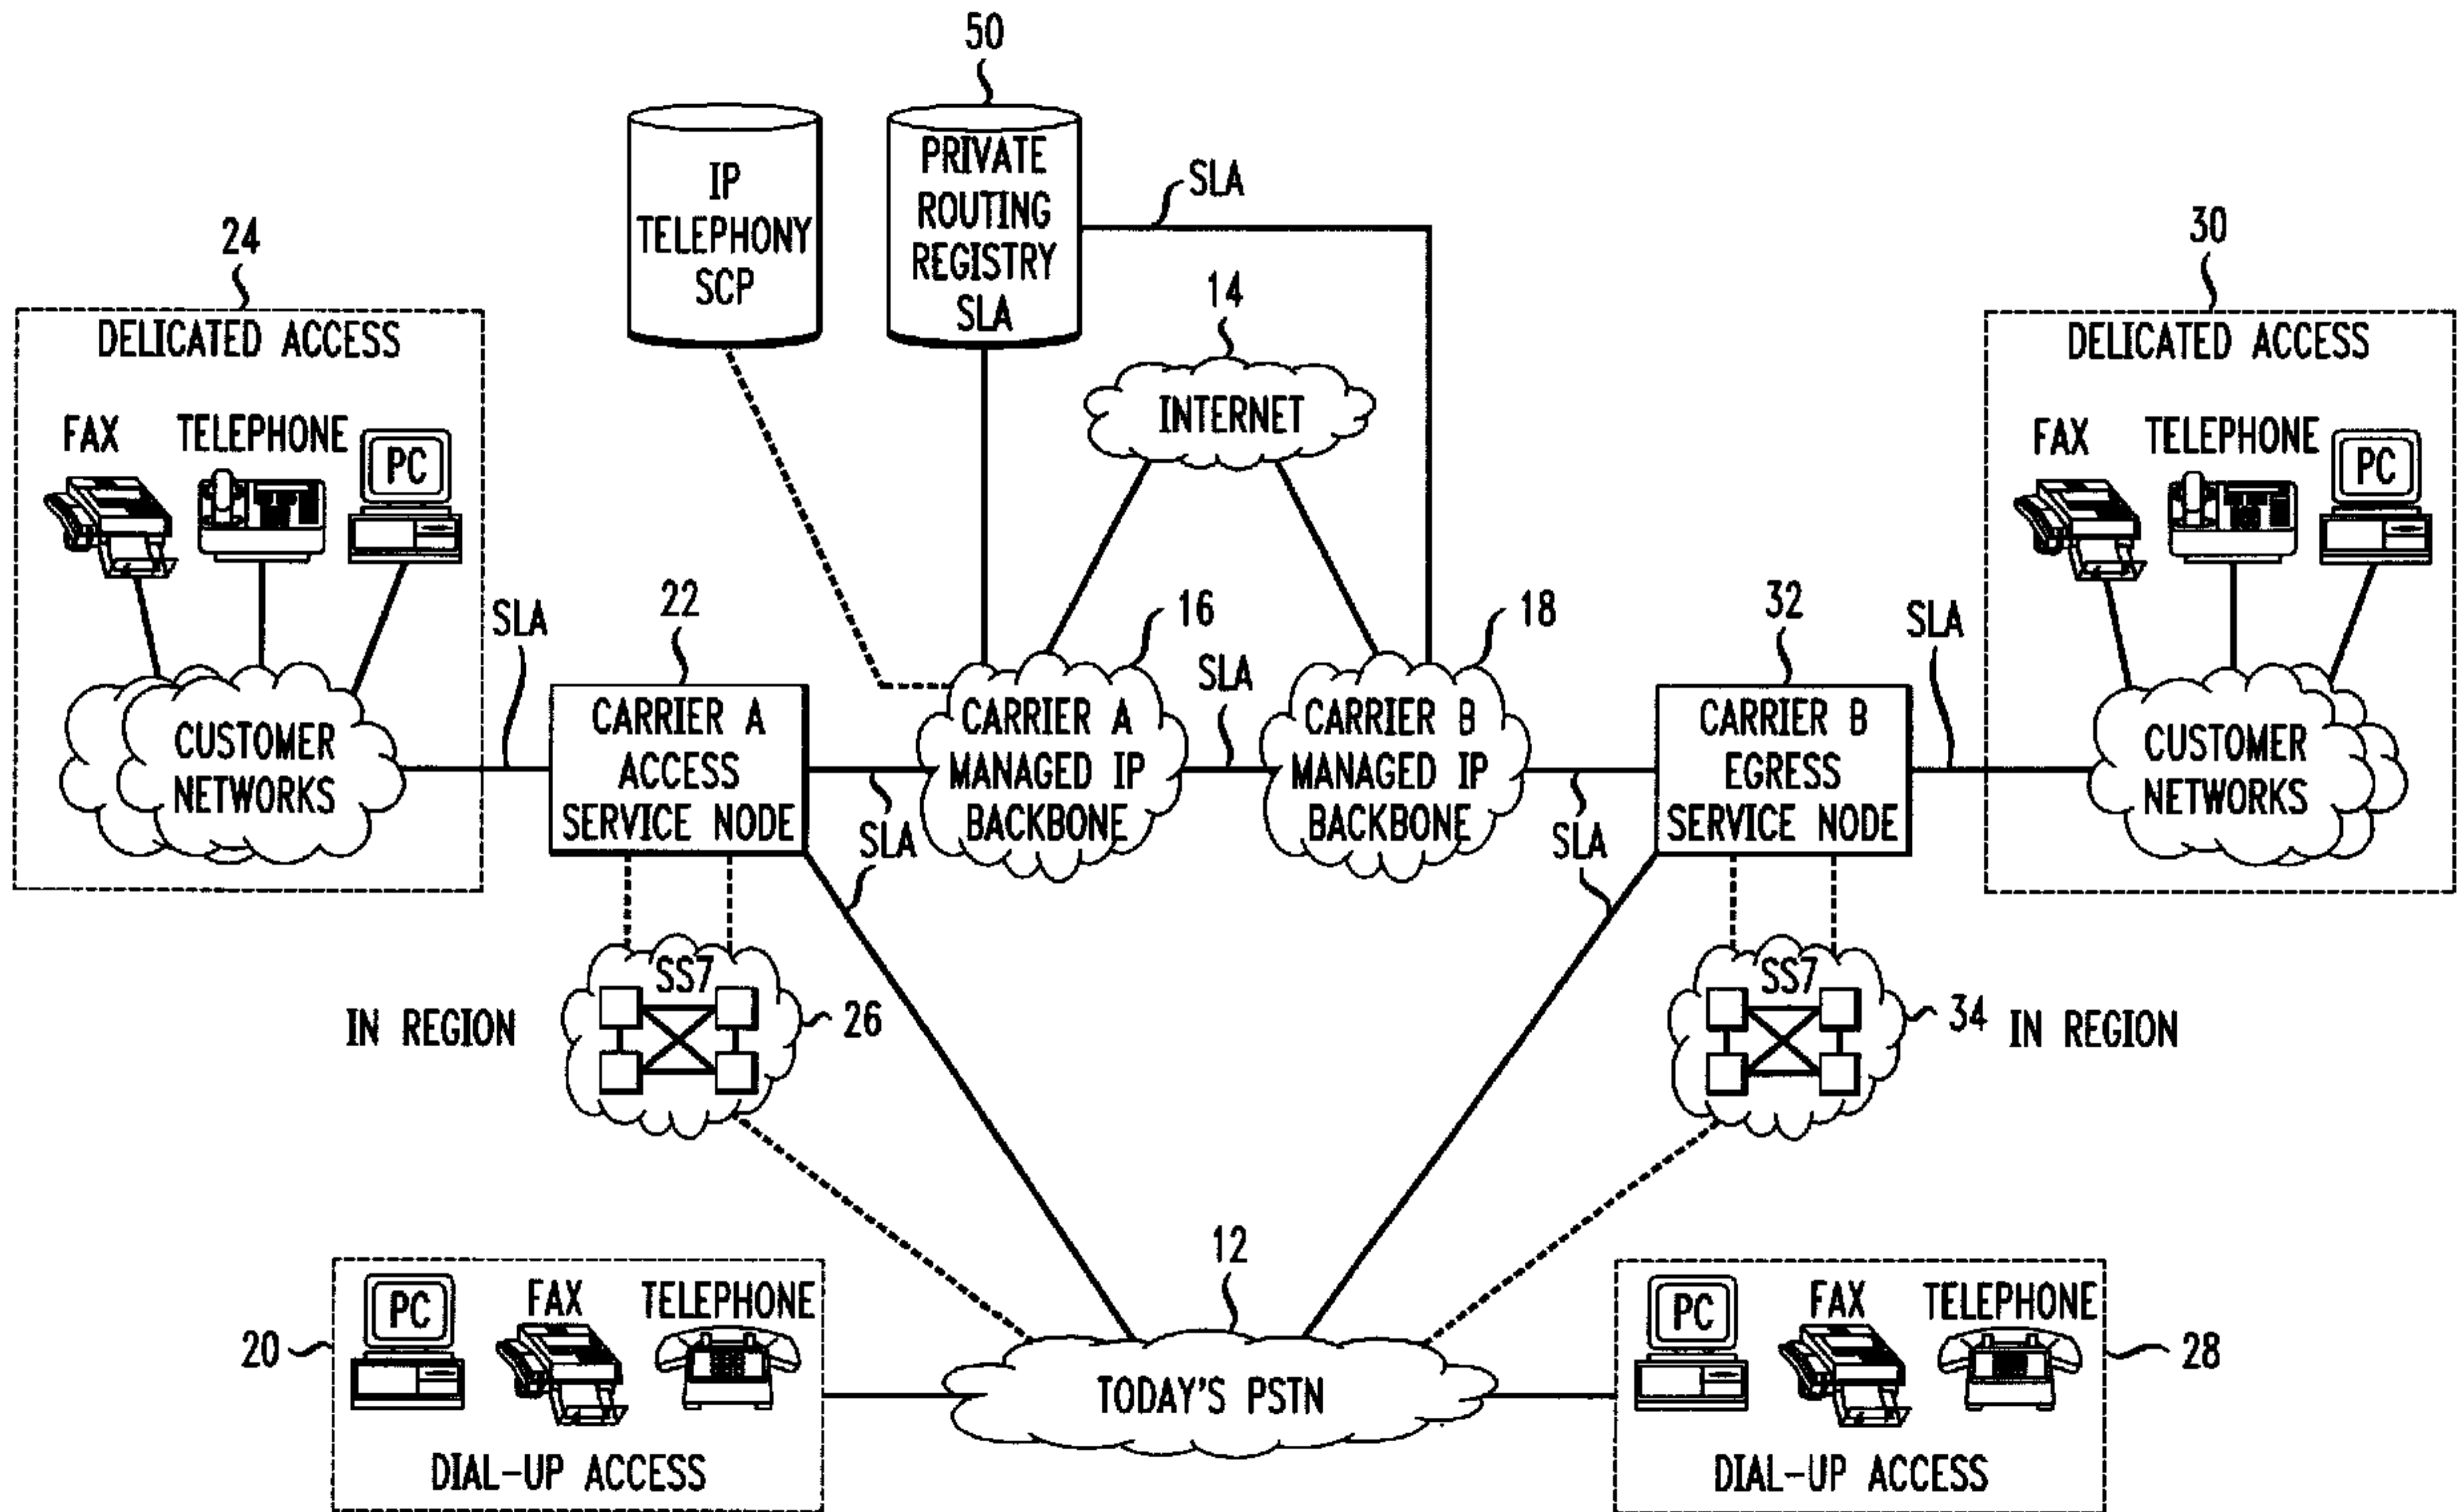 50
IP
TELEPHONY
SCP
PRIVATE
ROUTING
REGISTRY
SLA
SLA
24
14
30
DELICATED ACCESS
FAX
TELEPHONE
PC
CUSTOMER
NETWORKS
INTERNET
DELICATED ACCESS
FAX
TELEPHONE
PC
CUSTOMER
NETWORKS
SLA
22
CARRIER A
ACCESS
SERVICE NODE
SLA
16
CARRIER A
MANAGED IP
BACKBONE
SLA
18
CARRIER B
MANAGED IP
BACKBONE
SLA
32
CARRIER B
EGRESS
SERVICE NODE
SLA
IN REGION
SS7
26
SS7
34
IN REGION
12
TODAY'S PSTN
20
PC
FAX
TELEPHONE
DIAL-UP ACCESS
PC
FAX
TELEPHONE
28
DIAL-UP ACCESS